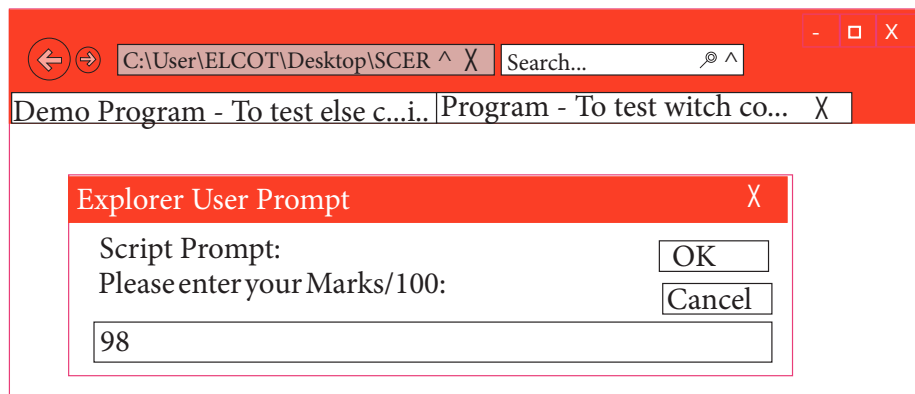 - X
C:\User\ELCOT\Desktop\SCER ^ X Search... ^
Demo Program - To test else c...i.. Program - To test witch co... X
Explorer User Prompt X
Script Prompt:
OK
Please enter your Marks/100:
Cancel
98